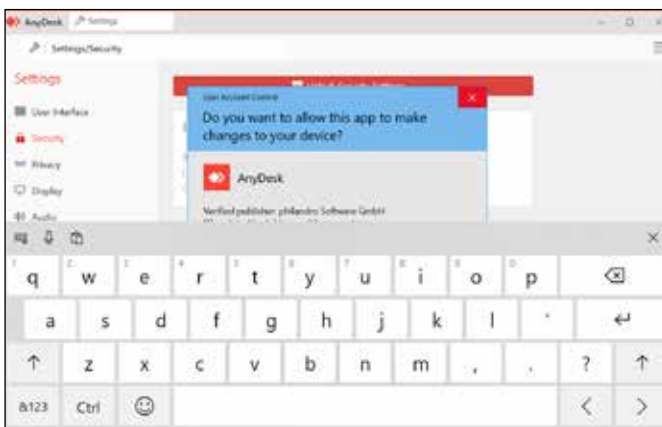 AnyDesk
Settings
Settings/Security
Settings
User Interface
Security
Privacy
Display
Audio
User Account Control
Do you want to allow this app to make
changes to your device?
AnyDesk
Verified publisher: philandro Software GmbH
q w e r t y u i o p
a s d f g h j k l '
z x c v b n m , . ?
&123 Ctrl